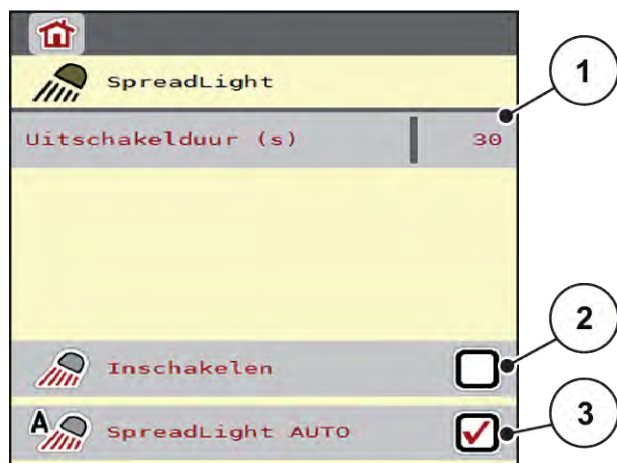 SpreadLight
1
Uitschakelduur (s) 30
2
Inschakelen
A
SpreadLight AUTO
3